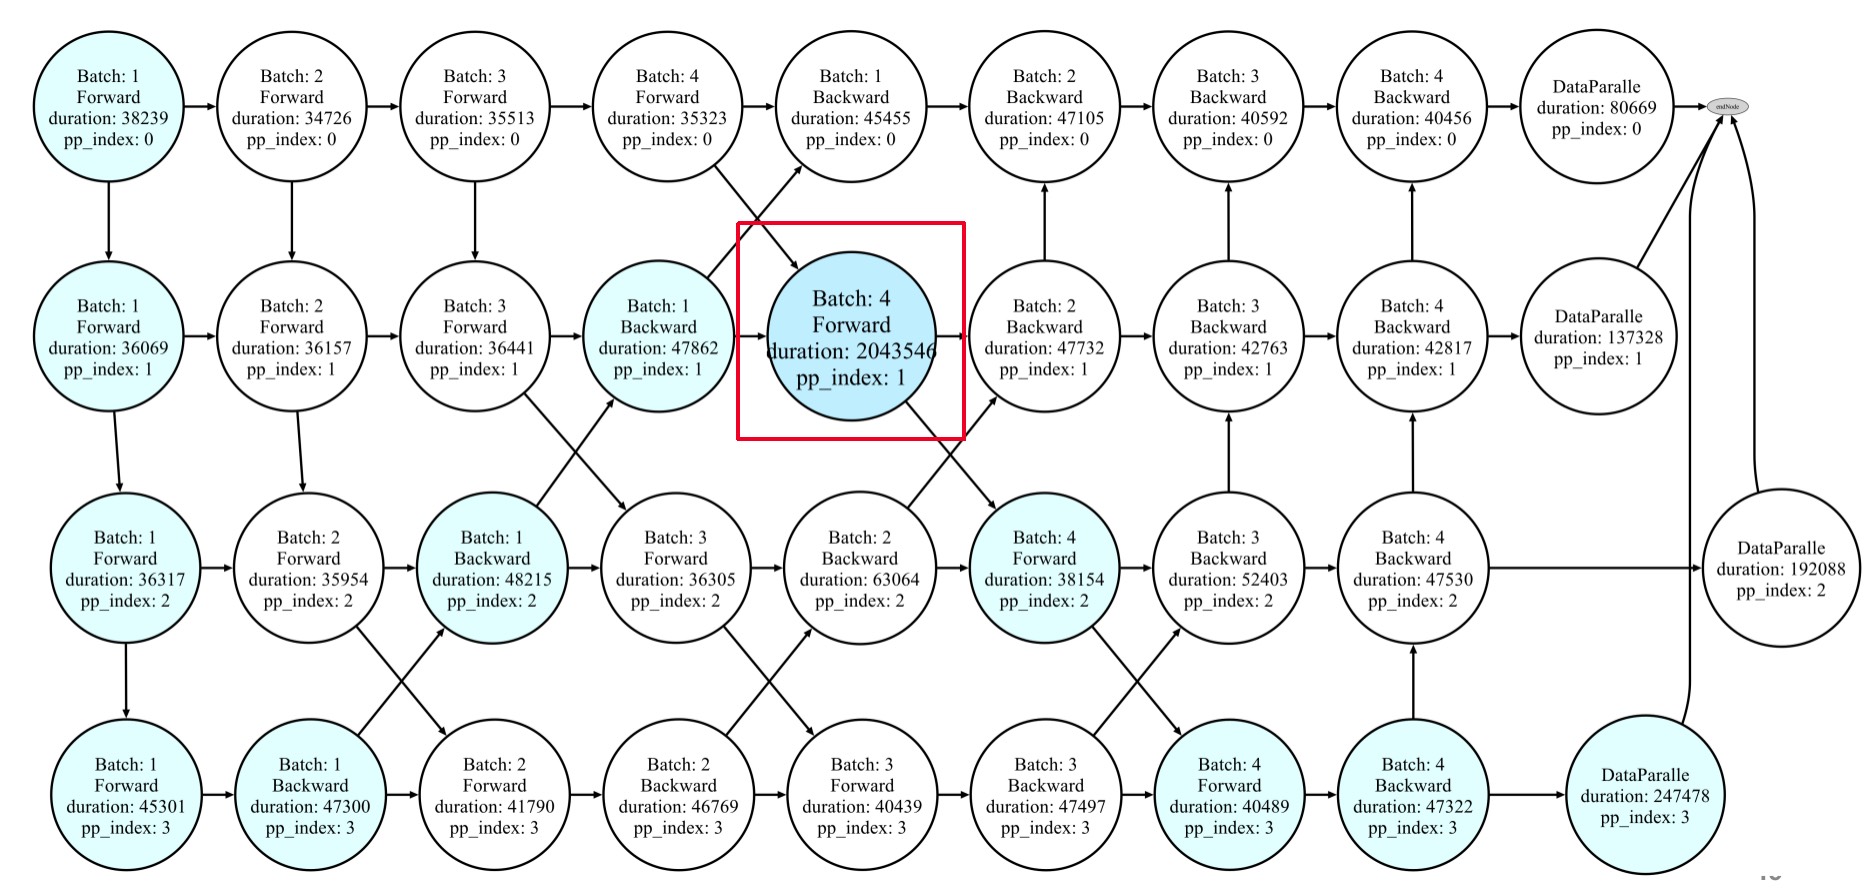 Batch: 1
Forward
duration: 38239
pp_index: 0
Batch: 2
Forward
duration: 34726
pp_index: 0
Batch: 3
Forward
duration: 35513
pp_index: 0
Batch: 4
Forward
duration: 35323
pp_index: 0
Batch: 1
Backward
duration: 45455
pp_index: 0
Batch: 2
Backward
duration: 47105
pp_index: 0
Batch: 3
Backward
duration: 40592
pp_index: 0
Batch: 4
Backward
duration: 40456
pp_index: 0
DataParalle
duration: 80669
pp_index: 0
endNode
Batch: 1
Forward
duration: 36069
pp_index: 1
Batch: 2
Forward
duration: 36157
pp_index: 1
Batch: 3
Forward
duration: 36441
pp_index: 1
Batch: 1
Backward
duration: 47862
pp_index: 1
Batch: 4
Forward
duration: 2043546
pp_index: 1
Batch: 2
Backward
duration: 47732
pp_index: 1
Batch: 3
Backward
duration: 42763
pp_index: 1
Batch: 4
Backward
duration: 42817
pp_index: 1
DataParalle
duration: 137328
pp_index: 1
Batch: 1
Forward
duration: 36317
pp_index: 2
Batch: 2
Forward
duration: 35954
pp_index: 2
Batch: 1
Backward
duration: 48215
pp_index: 2
Batch: 3
Forward
duration: 36305
pp_index: 2
Batch: 2
Backward
duration: 63064
pp_index: 2
Batch: 4
Forward
duration: 38154
pp_index: 2
Batch: 3
Backward
duration: 52403
pp_index: 2
Batch: 4
Backward
duration: 47530
pp_index: 2
DataParalle
duration: 192088
pp_index: 2
Batch: 1
Forward
duration: 45301
pp_index: 3
Batch: 1
Backward
duration: 47300
pp_index: 3
Batch: 2
Forward
duration: 41790
pp_index: 3
Batch: 2
Backward
duration: 46769
pp_index: 3
Batch: 3
Forward
duration: 40439
pp_index: 3
Batch: 3
Backward
duration: 47497
pp_index: 3
Batch: 4
Forward
duration: 40489
pp_index: 3
Batch: 4
Backward
duration: 47322
pp_index: 3
DataParalle
duration: 247478
pp_index: 3